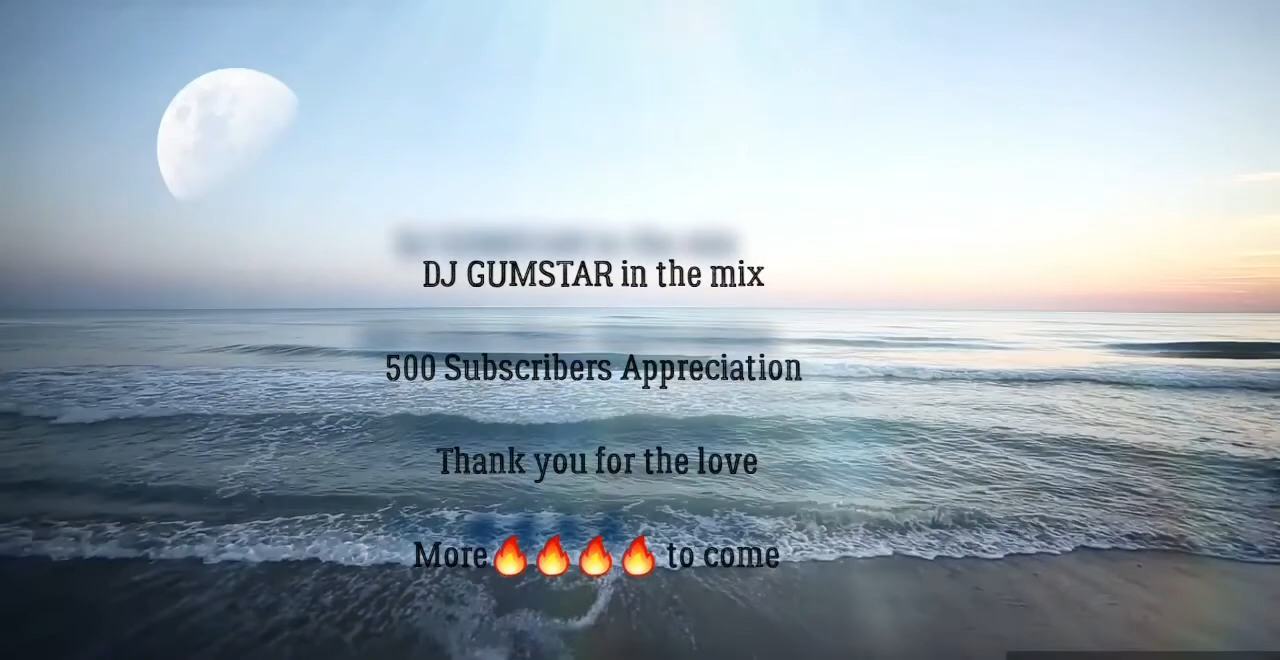 DJ GUMSTAR in the mix
500 Subscribers Appreciation
Thank you for the love
More🔥🔥🔥🔥 to come